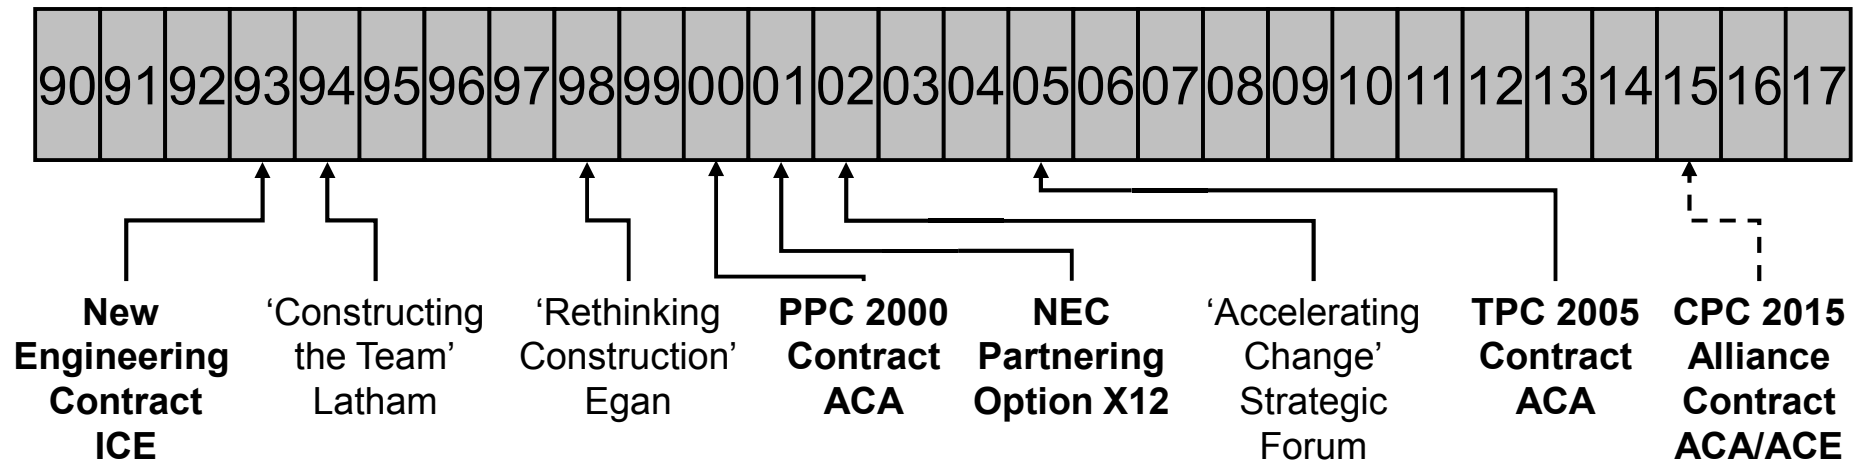 90 91 92 93 94 95 96 97 98 99 00 01 02 03 04 05 06 07 08 09 10 11 12 13 14 15 16 17
New
Engineering
Contract
ICE
‘Constructing
the Team’
Latham
‘Rethinking
Construction’
Egan
PPC 2000
Contract
ACA
NEC
Partnering
Option X12
‘Accelerating
Change’
Strategic
Forum
TPC 2005
Contract
ACA
CPC 2015
Alliance
Contract
ACA/ACE